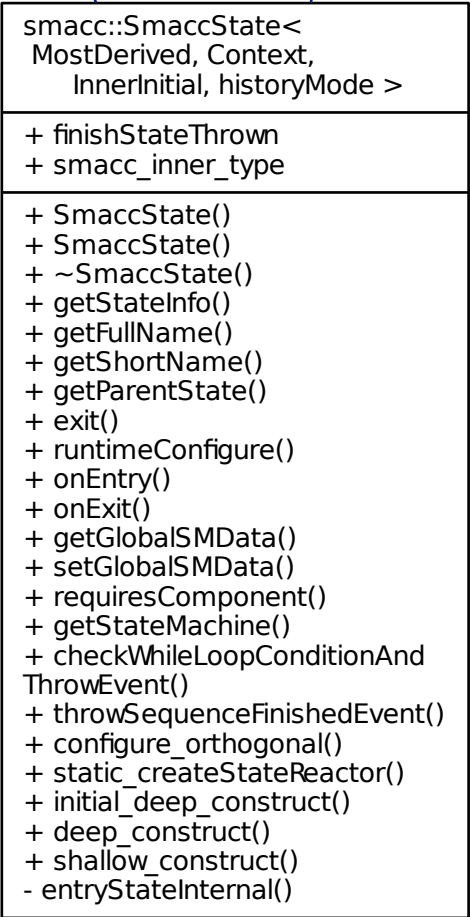 smacc::SmaccState<
MostDerived, Context,
InnerInitial, historyMode >
+ finishStateThrown
+ smacc_inner_type
+ SmaccState()
+ SmaccState()
+ ~SmaccState()
+ getStateInfo()
+ getFullName()
+ getShortName()
+ getParentState()
+ exit()
+ runtimeConfigure()
+ onEntry()
+ onExit()
+ getGlobalSMData()
+ setGlobalSMData()
+ requiresComponent()
+ getStateMachine()
+ checkWhileLoopConditionAnd
ThrowEvent()
+ throwSequenceFinishedEvent()
+ configure_orthogonal()
+ static_createStateReactor()
+ initial_deep_construct()
+ deep_construct()
+ shallow_construct()
- entryStateInternal()